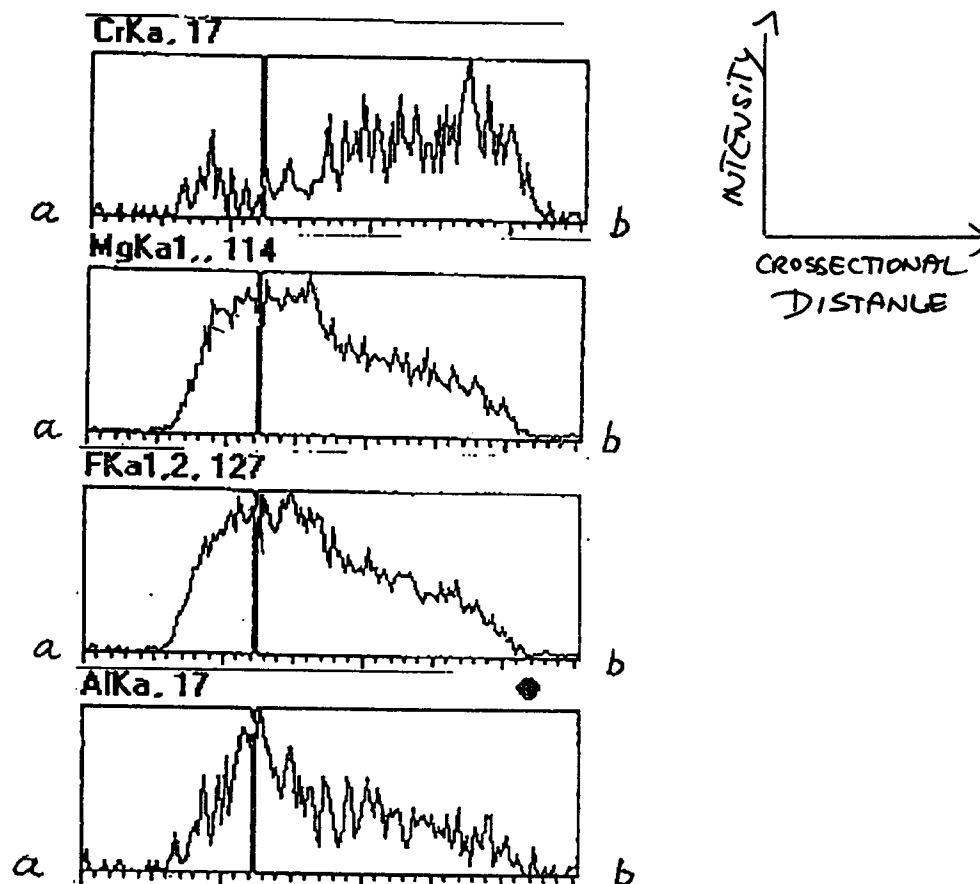 CrKa, 17
a
b
MgKa1,, 114
a
b
FKa1,2, 127
a
b
AlKa, 17
a
b
INTENSITY
CROSSECTIONAL
DISTANCE